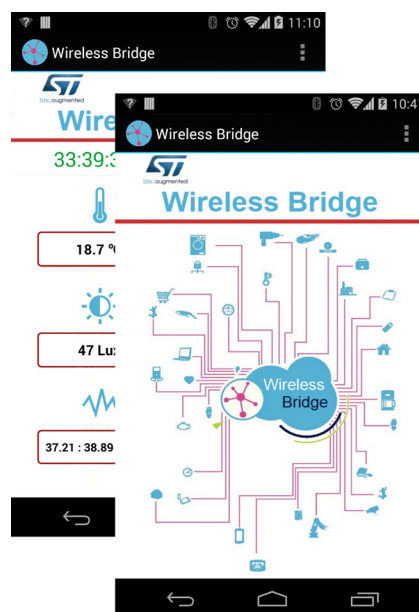 11:10
Wireless Bridge
life.augmented
Wire
33:39:3
18.7 °
47 Lu
37.21 : 38.89
10:4
Wireless Bridge
life.augmented
Wireless Bridge
Wireless
Bridge